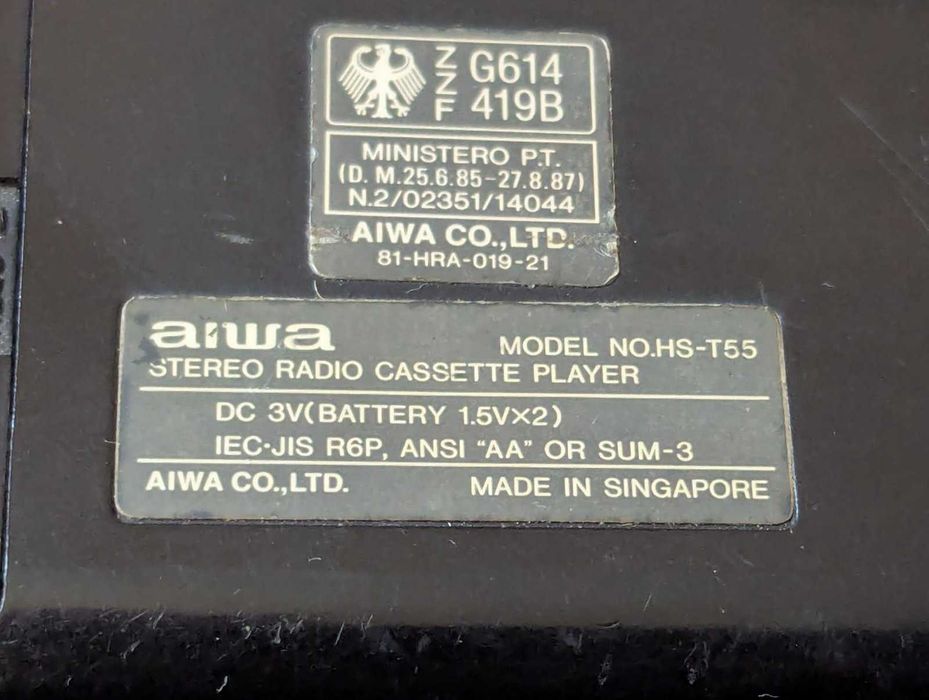 ZZF G614
419B
MINISTERO P.T.
(D. M.25.6.85-27.8.87)
N.2/02351/14044
AIWA CO.,LTD.
81-HRA-019-21
aiwa
MODEL NO.HS-T55
STEREO RADIO CASSETTE PLAYER
DC 3V(BATTERY 1.5V×2)
IEC·JIS R6P, ANSI “AA” OR SUM-3
AIWA CO.,LTD. MADE IN SINGAPORE